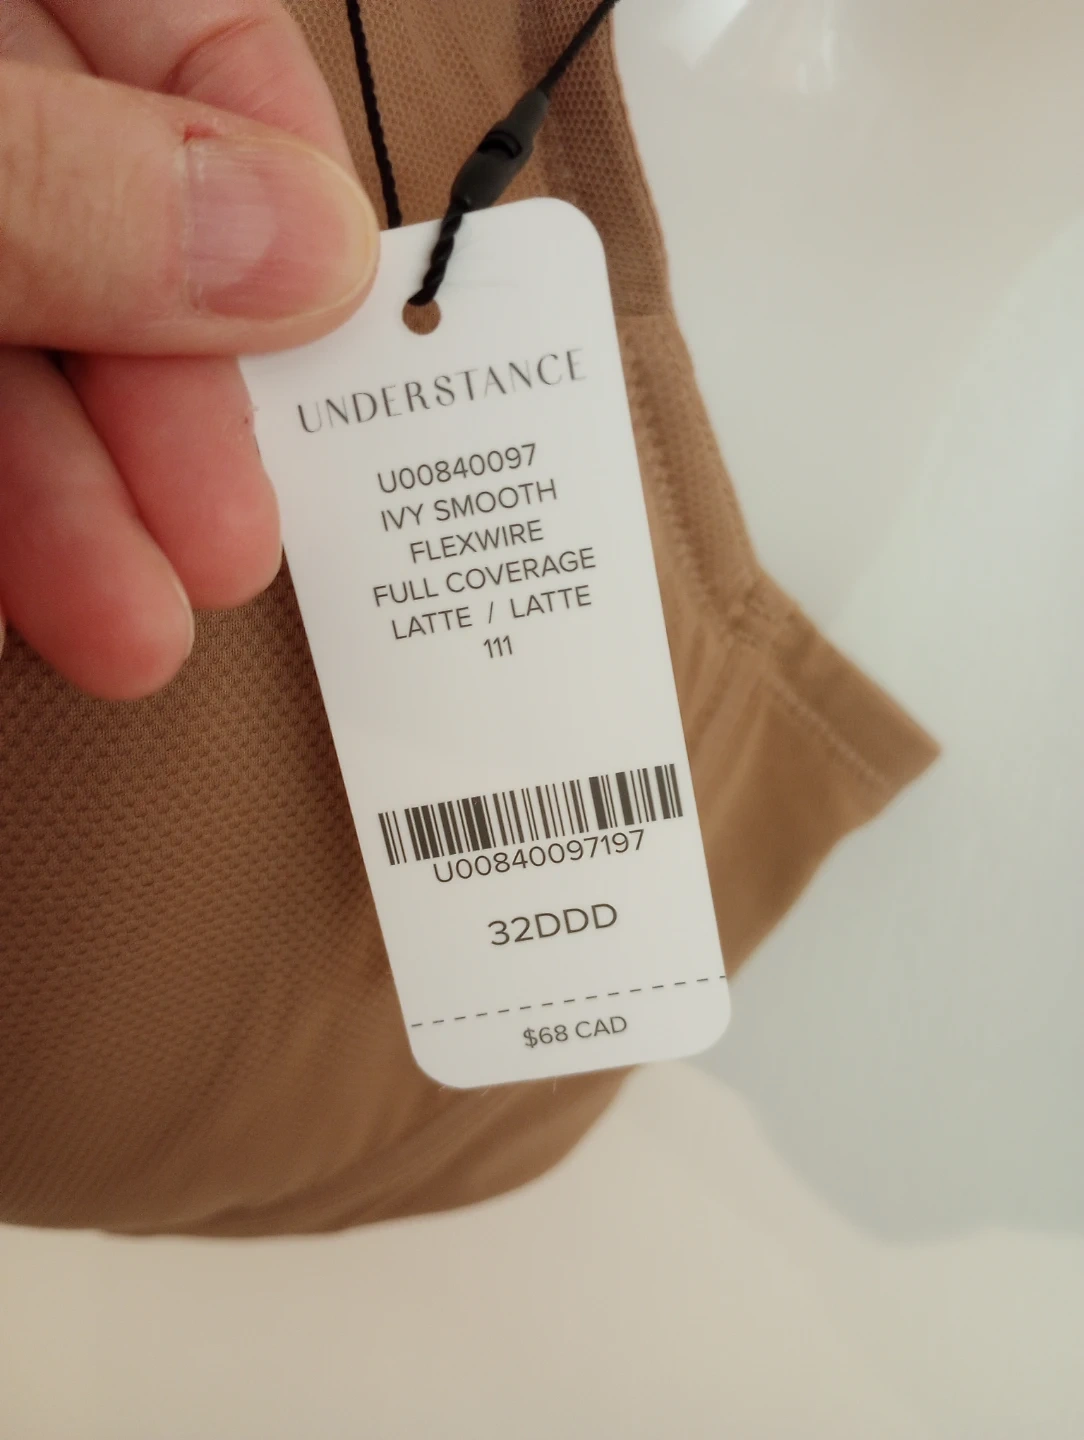 UNDERSTANCE
U00840097
IVY SMOOTH
FLEXWIRE
FULL COVERAGE
LATTE / LATTE
111
U00840097197
32DDD
$68 CAD